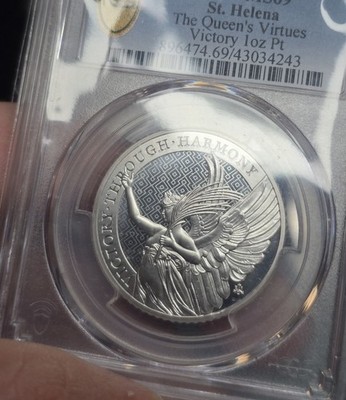 St. Helena
The Queen's Virtues
Victory 1oz Pt
896474.69/43034243
VICTORY·THROUGH·HARMONY